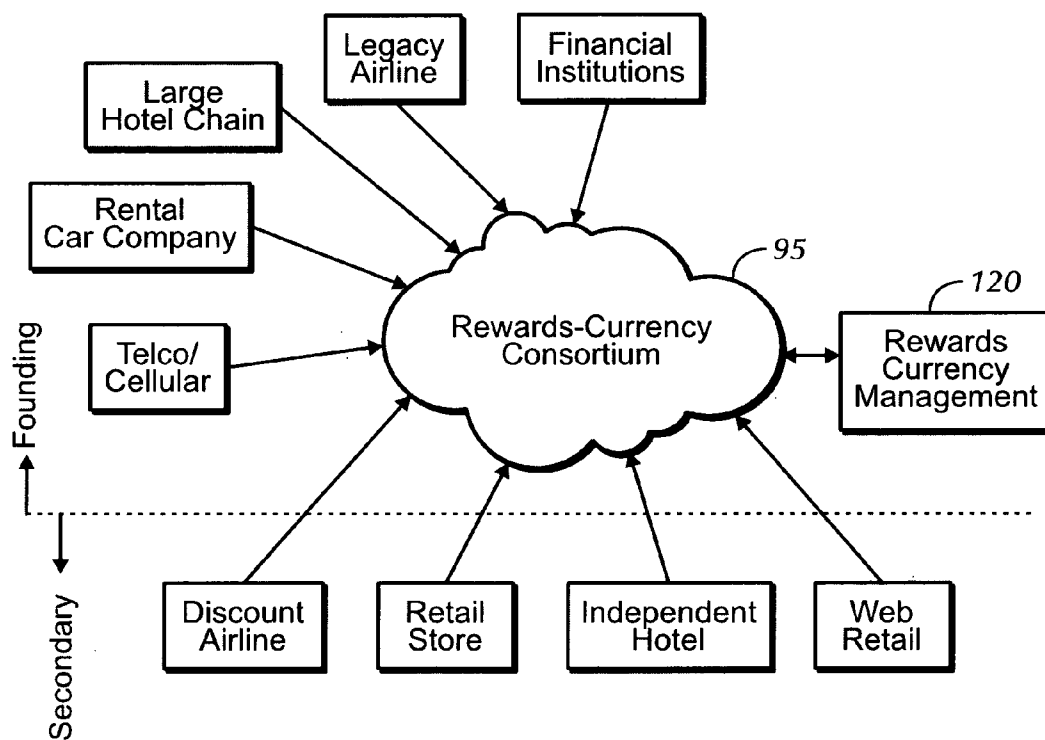 Legacy
Airline
Financial
Institutions
Large
Hotel Chain
Rental
Car Company
95
120
Rewards-Currency
Consortium
Rewards
Currency
Management
Telco/
Cellular
Founding
Secondary
Discount
Airline
Retail
Store
Independent
Hotel
Web
Retail